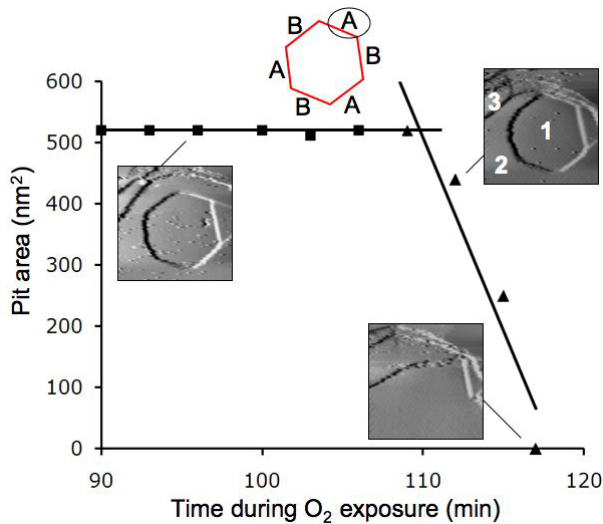 B
A
B
A
B
A
600
500
400
300
200
100
0
Pit area (nm²)
1
2
3
90
100
110
120
Time during O₂ exposure (min)